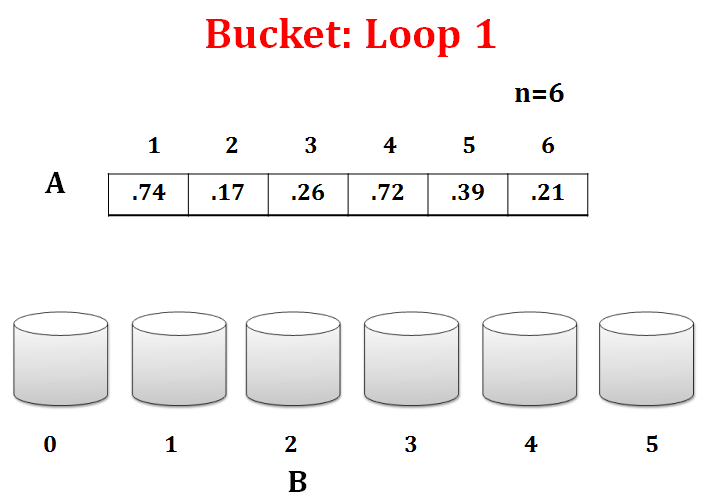 Bucket: Loop 1
n=6
1 2 3 4 5 6
A
.74 .17 .26 .72 .39 .21
0 1 2 3 4 5
B